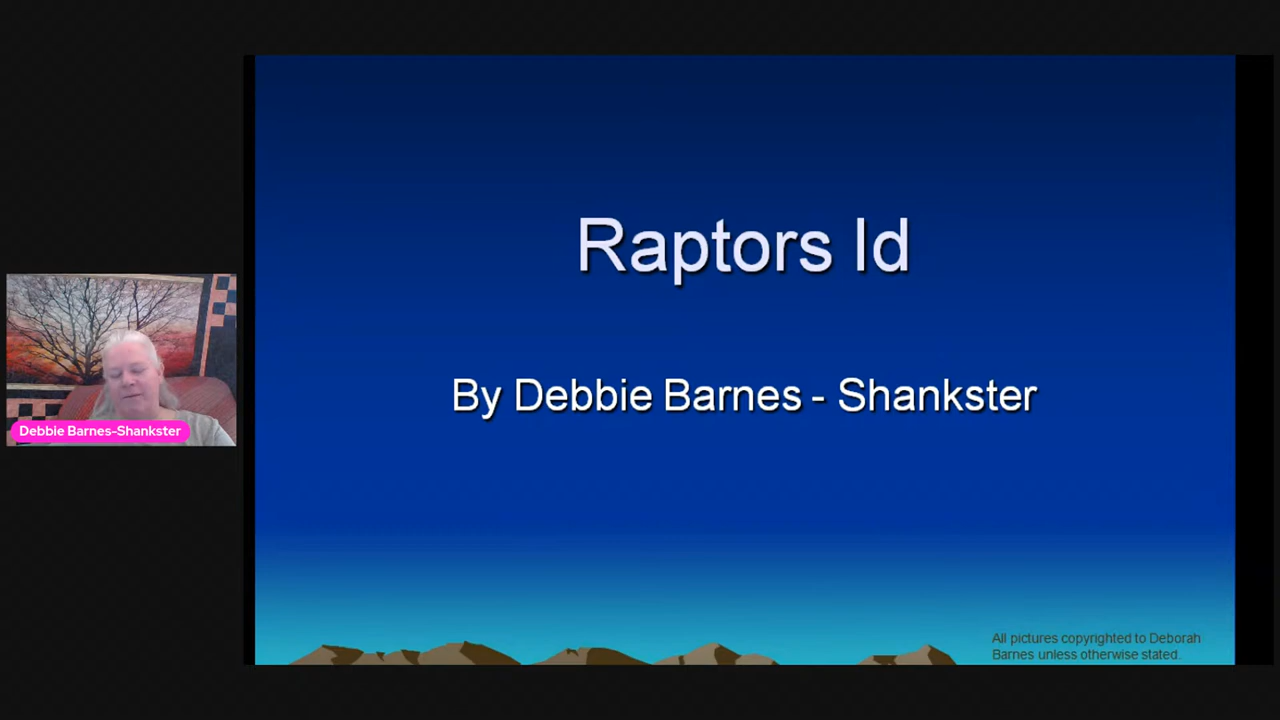 Raptors Id
By Debbie Barnes - Shankster
Debbie Barnes-Shankster
All pictures copyrighted to Deborah
Barnes unless otherwise stated.